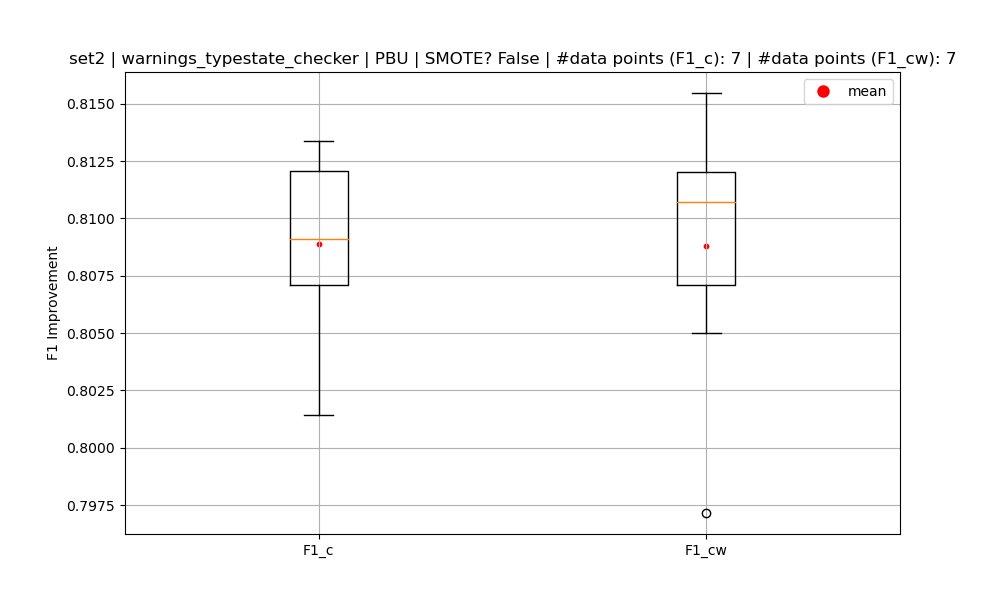 set2 | warnings_typestate_checker | PBU | SMOTE? False | #data points (F1_c): 7 | #data points (F1_cw): 7
mean
0.8150
0.8125
0.8100
0.8075
0.8050
0.8025
0.8000
0.7975
F1 Improvement
F1_c
F1_cw